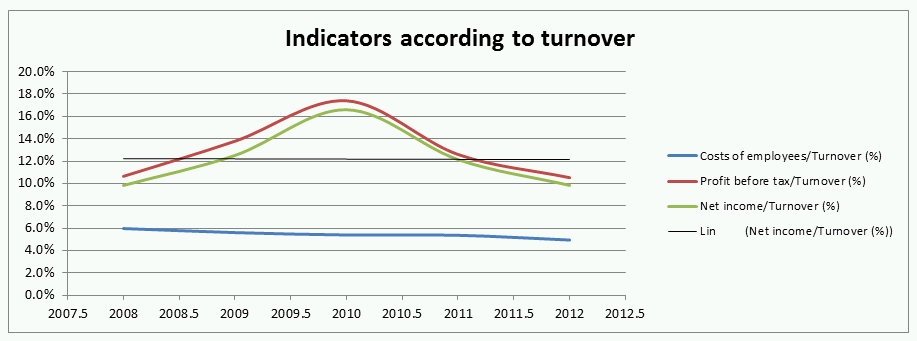 Indicators according to turnover
20.0%
18.0%
16.0%
14.0%
12.0%
10.0%
8.0%
6.0%
4.0%
2.0%
0.0%
2007.5 2008 2008.5 2009 2009.5 2010 2010.5 2011 2011.5 2012 2012.5
Costs of employees/Turnover (%)
Profit before tax/Turnover (%)
Net income/Turnover (%)
Lin (Net income/Turnover (%))